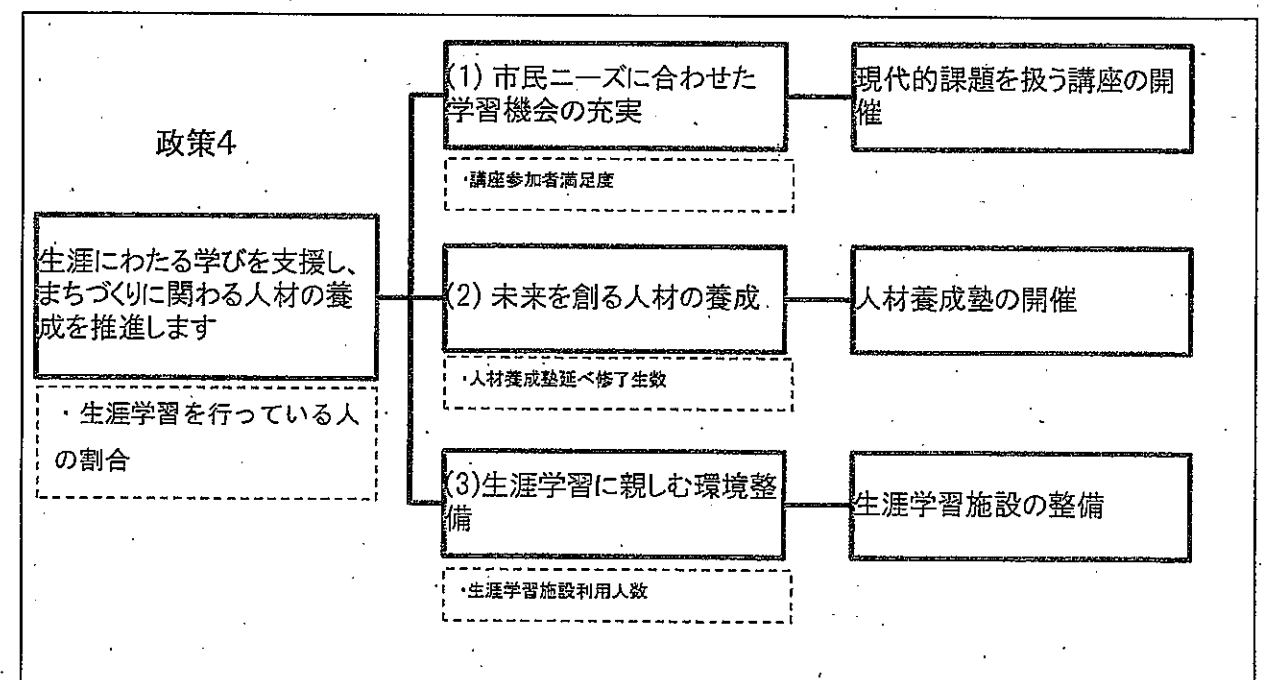 政策4
生涯にわたる学びを支援し、
まちづくりに関わる人材の養
成を推進します
・生涯学習を行っている人
の割合
(1) 市民ニーズに合わせた
学習機会の充実
・講座参加者満足度
現代的課題を扱う講座の開
催
(2) 未来を創る人材の養成
・人材養成塾延べ修了生数
人材養成塾の開催
(3)生涯学習に親しむ環境整
備
・生涯学習施設利用人数
生涯学習施設の整備